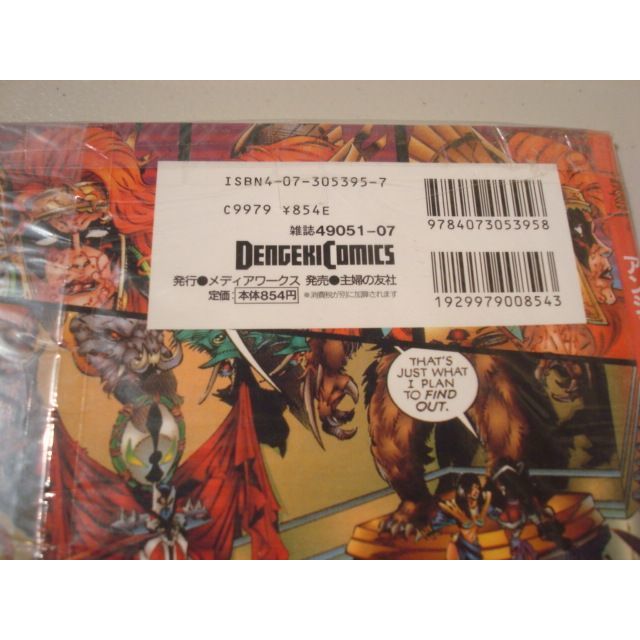 ISBN4-07-305395-7
C9979 ¥854E
雑誌49051-07
DENGEKICOMICS
発行●メディアワークス 発売●主婦の友社
定価:本体854円 ※消費税が別に加算されます
9784073053958
1929979008543
THAT'S
JUST WHAT
I PLAN
TO FIND
OUT.